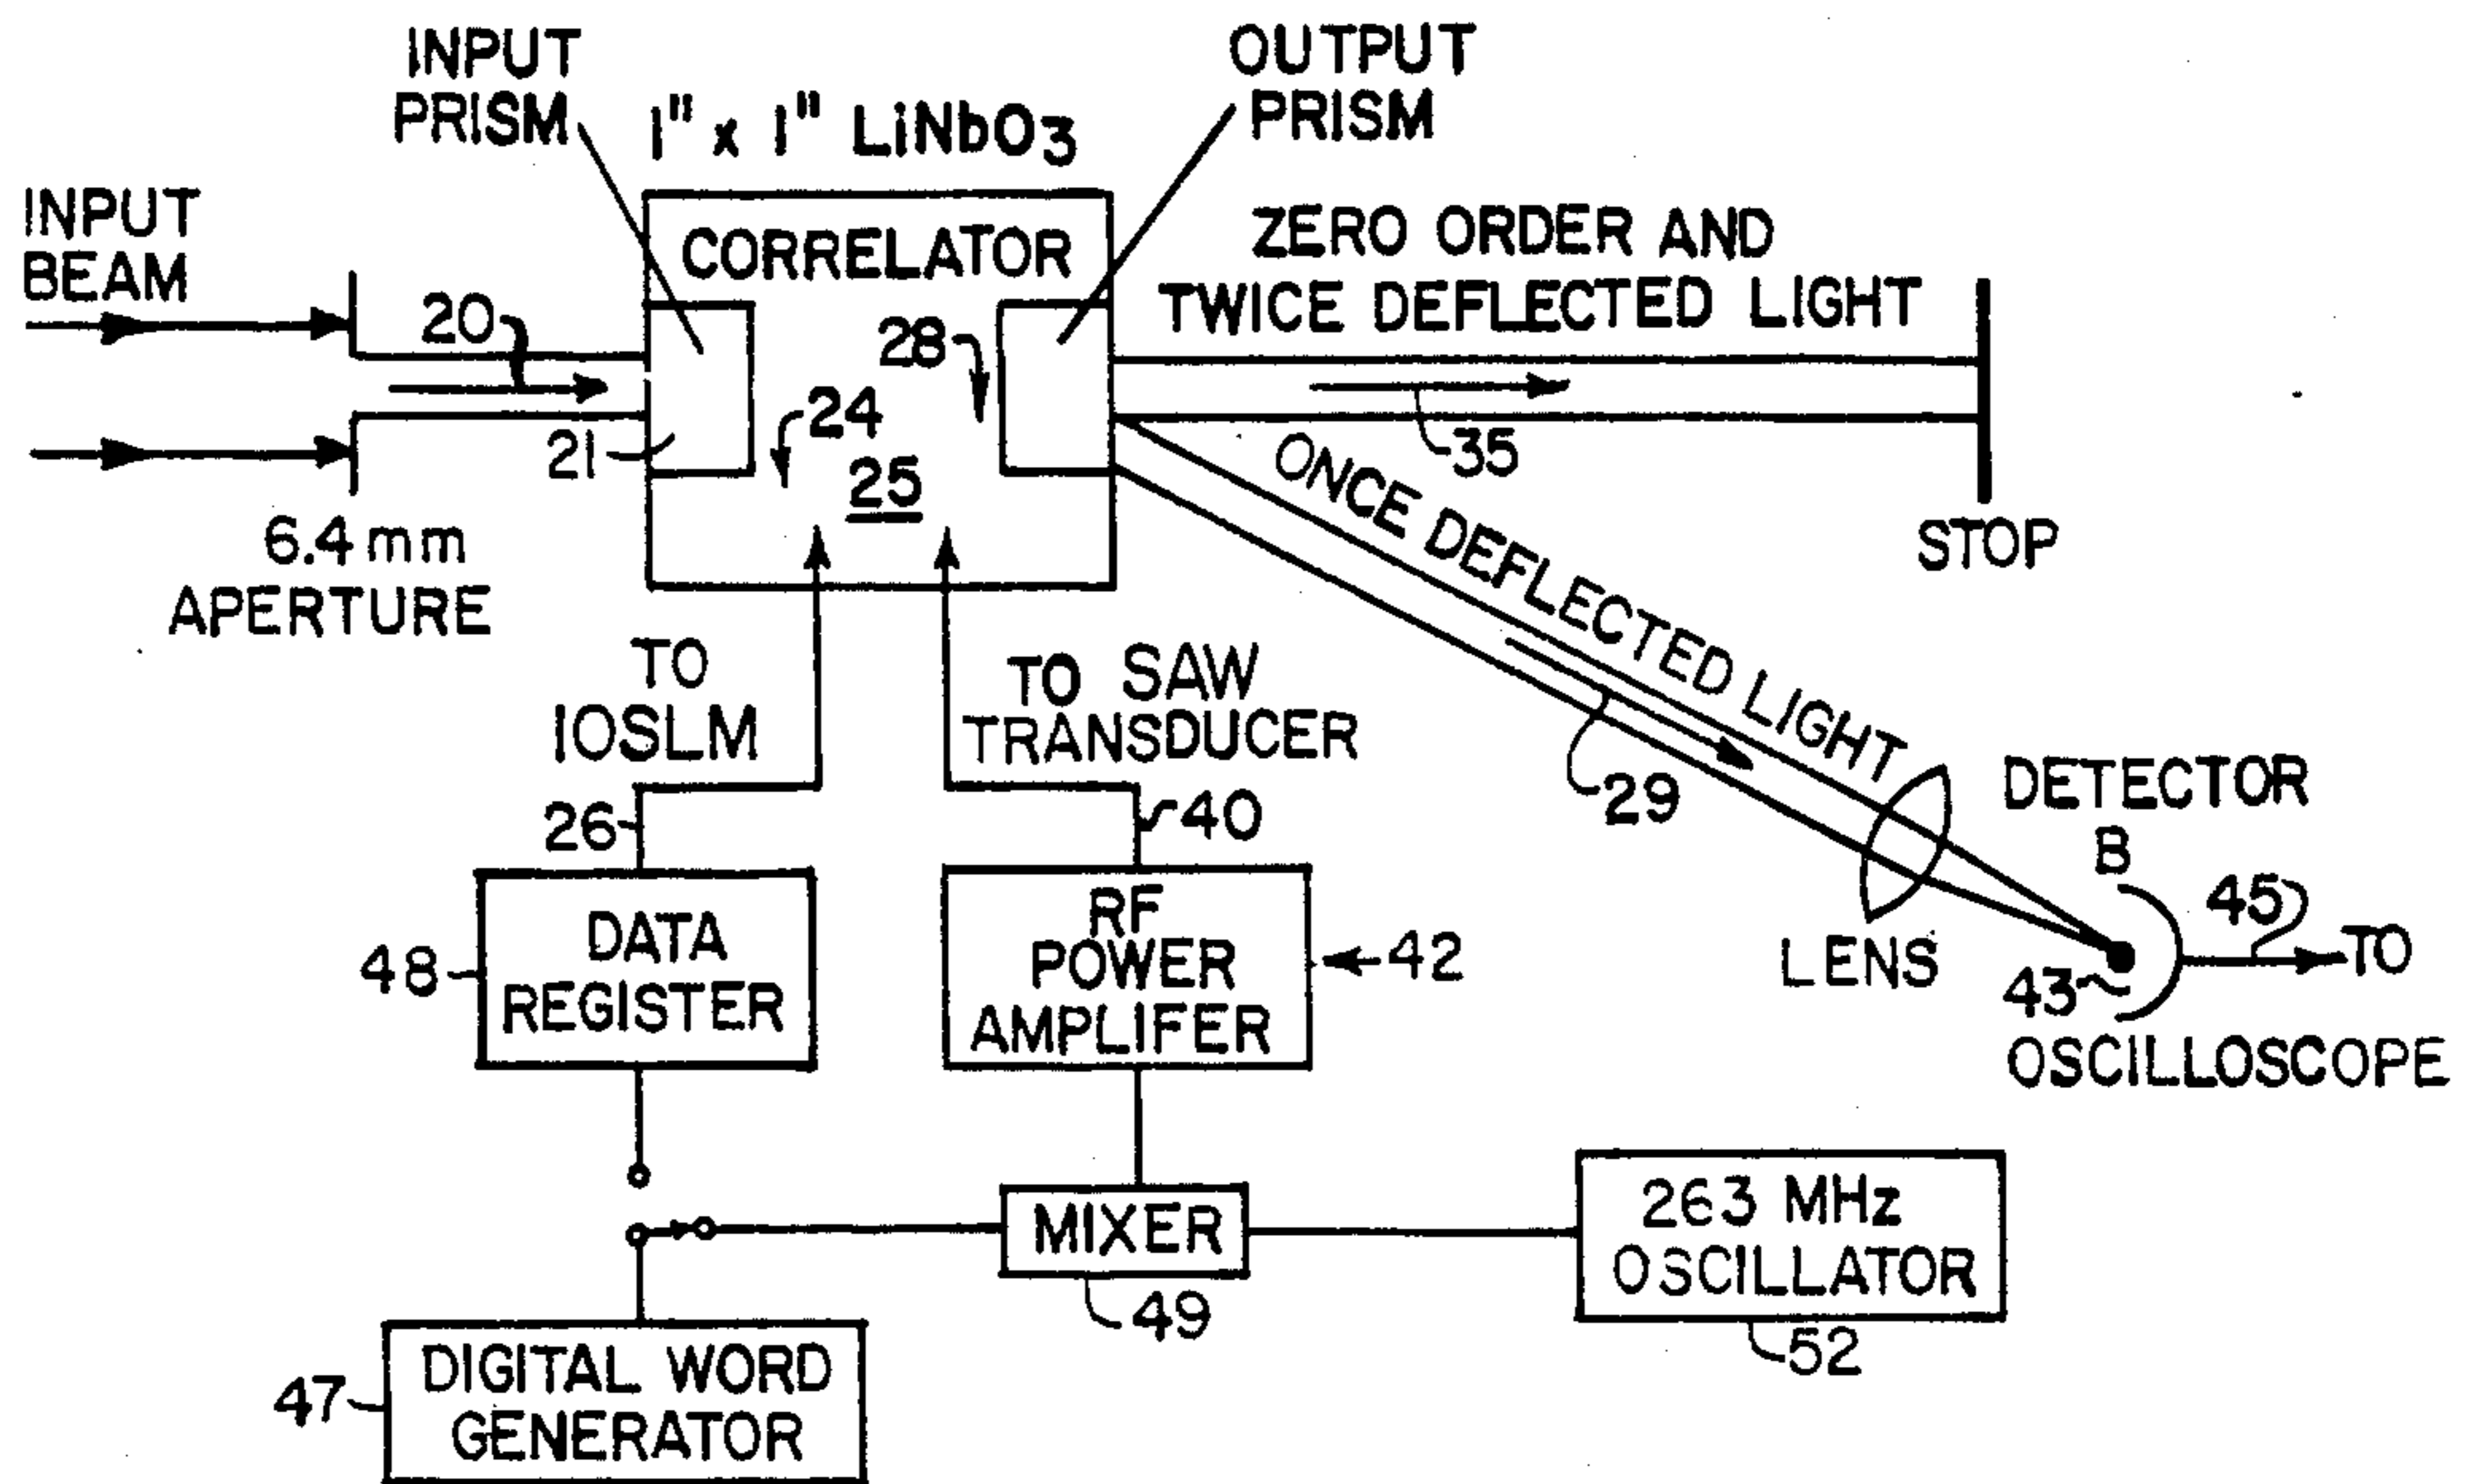 INPUT
PRISM
1" x 1" LiNbO3
OUTPUT
PRISM
INPUT
BEAM
CORRELATOR
ZERO ORDER AND
TWICE DEFLECTED LIGHT
20
28
24
21
25
35
6.4 mm
APERTURE
STOP
ONCE DEFLECTED LIGHT
TO
IOSLM
TO SAW
TRANSDUCER
29
26
40
DETECTOR
B
45
DATA
REGISTER
48
RF
POWER
AMPLIFER
42
LENS
43
TO
OSCILLOSCOPE
MIXER
49
263 MHz
OSCILLATOR
52
47
DIGITAL WORD
GENERATOR